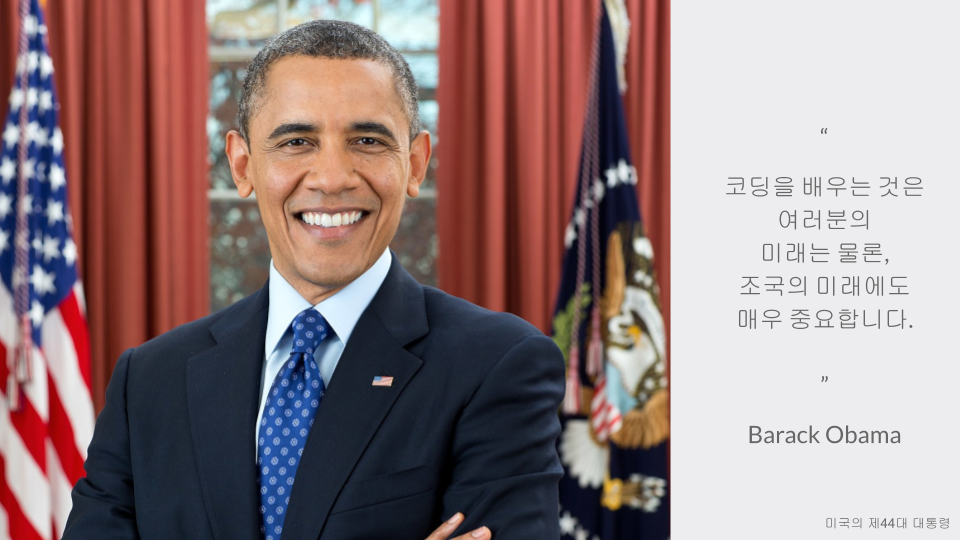 “
코딩을 배우는 것은
여러분의
미래는 물론,
조국의 미래에도
매우 중요합니다.
”
Barack Obama
미국의 제44대 대통령